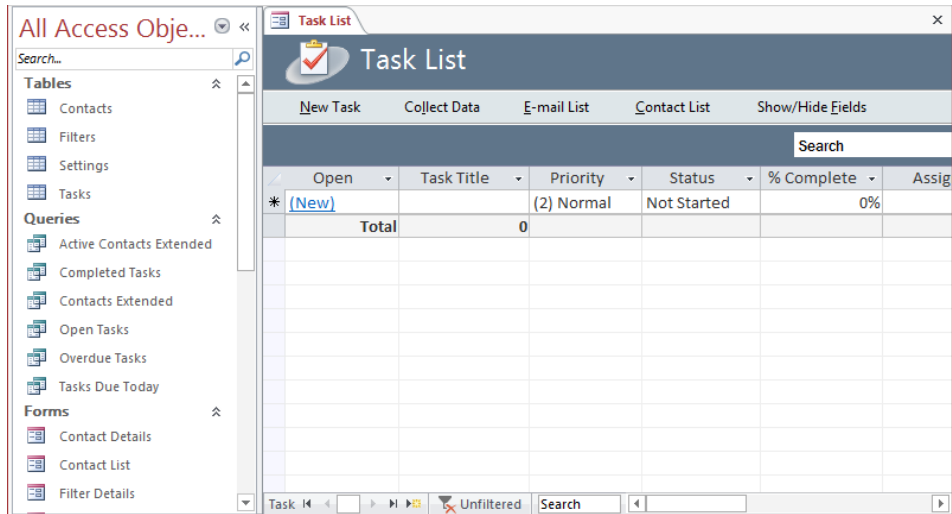 All Access Obje...
Search...
Tables
Contacts
Filters
Settings
Tasks
Queries
Active Contacts Extended
Completed Tasks
Contacts Extended
Open Tasks
Overdue Tasks
Tasks Due Today
Forms
Contact Details
Contact List
Filter Details
Task List
Task List
New Task Collect Data E-mail List Contact List Show/Hide Fields
Search
Open Task Title Priority Status % Complete Assig
(New) (2) Normal Not Started 0%
Total 0
Task Unfiltered Search